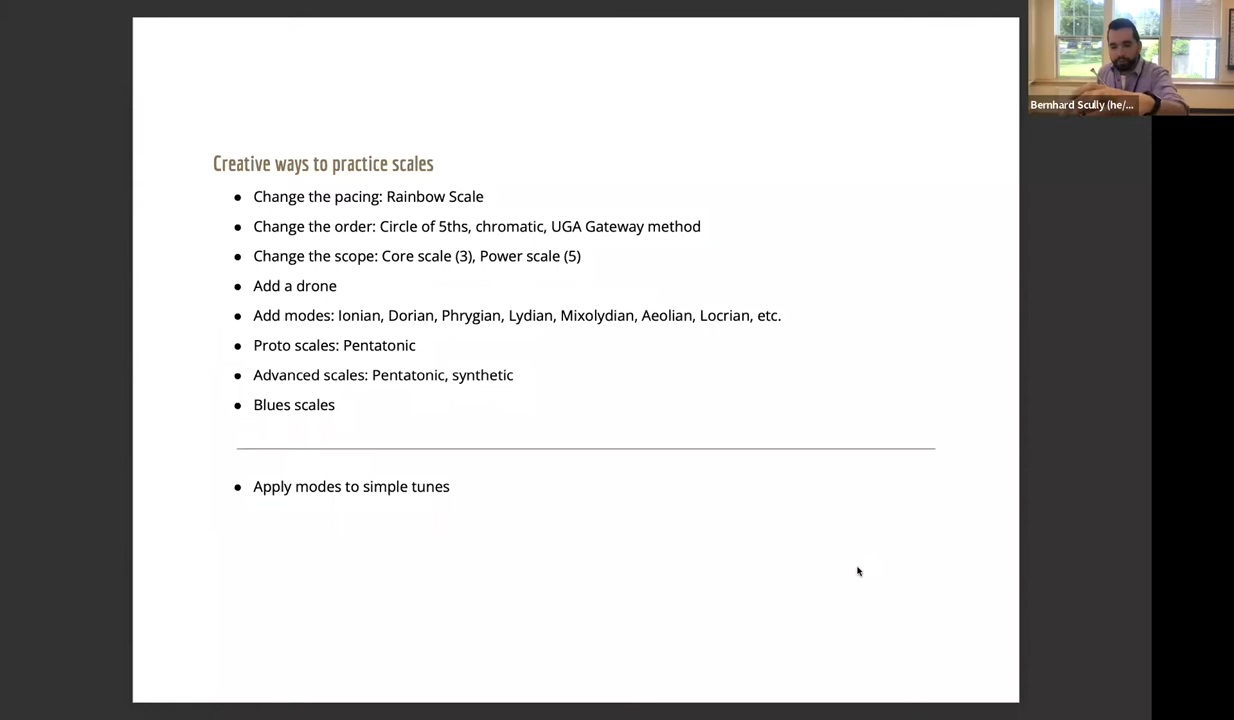 Creative ways to practice scales
● Change the pacing: Rainbow Scale
● Change the order: Circle of 5ths, chromatic, UGA Gateway method
● Change the scope: Core scale (3), Power scale (5)
● Add a drone
● Add modes: Ionian, Dorian, Phrygian, Lydian, Mixolydian, Aeolian, Locrian, etc.
● Proto scales: Pentatonic
● Advanced scales: Pentatonic, synthetic
● Blues scales
● Apply modes to simple tunes
Bernhard Scully (he/...